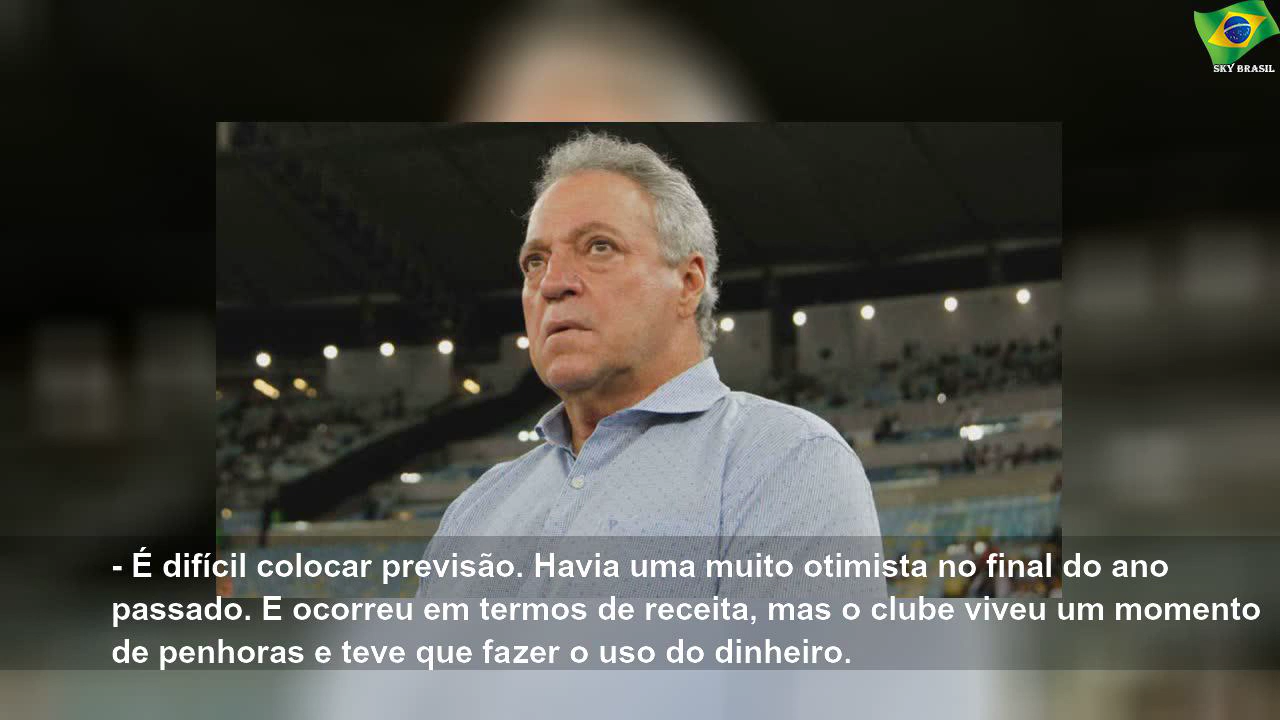 SKY BRASIL
- É difícil colocar previsão. Havia uma muito otimista no final do ano
passado. E ocorreu em termos de receita, mas o clube viveu um momento
de penhoras e teve que fazer o uso do dinheiro.